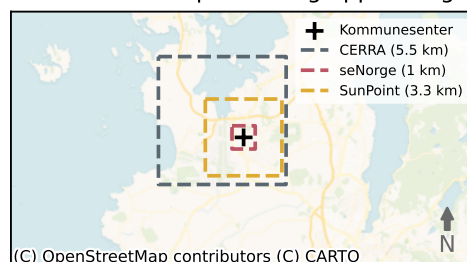 Kommunesenter
CERRA (5.5 km)
seNorge (1 km)
SunPoint (3.3 km)
N
(C) OpenStreetMap contributors (C) CARTO